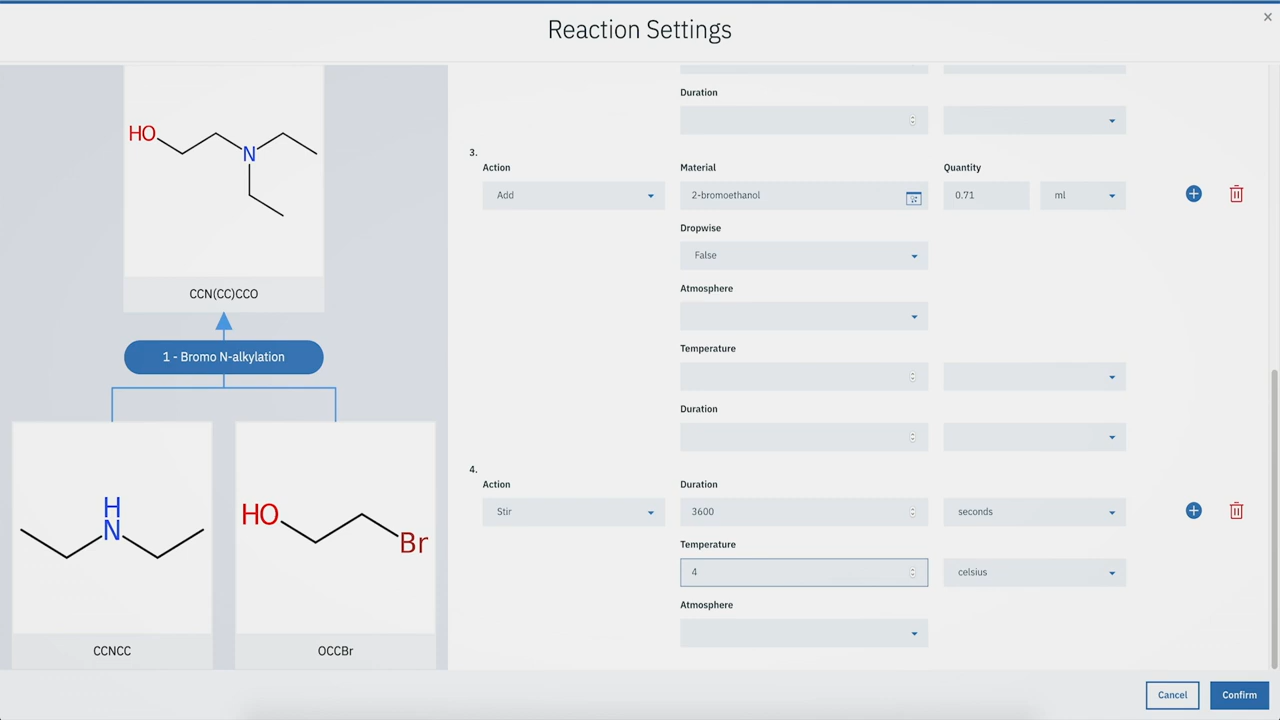 Reaction Settings
×
HO
N
CCN(CC)CCO
1 - Bromo N-alkylation
H
N
CCNCC
HO
Br
OCCBr
Duration
3.
Action
Material
Quantity
Add
2-bromoethanol
0.71
ml
Dropwise
False
Atmosphere
Temperature
Duration
4.
Action
Duration
Stir
3600
seconds
Temperature
4
celsius
Atmosphere
Cancel
Confirm